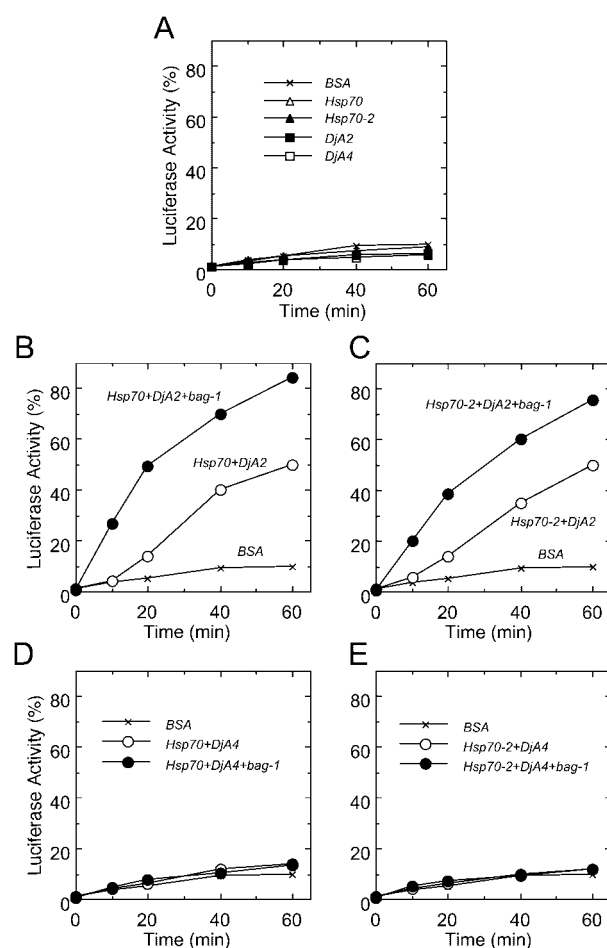 A
Luciferase Activity (%)
80
60
40
20
0
BSA
Hsp70
Hsp70-2
DjA2
DjA4
0 20 40 60
Time (min)
B
Luciferase Activity (%)
80
60
40
20
0
Hsp70+DjA2+bag-1
Hsp70+DjA2
BSA
0 20 40 60
Time (min)
C
80
60
40
20
0
Hsp70-2+DjA2+bag-1
Hsp70-2+DjA2
BSA
0 20 40 60
Time (min)
D
Luciferase Activity (%)
80
60
40
20
0
BSA
Hsp70+DjA4
Hsp70+DjA4+bag-1
0 20 40 60
Time (min)
E
80
60
40
20
0
BSA
Hsp70-2+DjA4
Hsp70-2+DjA4+bag-1
0 20 40 60
Time (min)